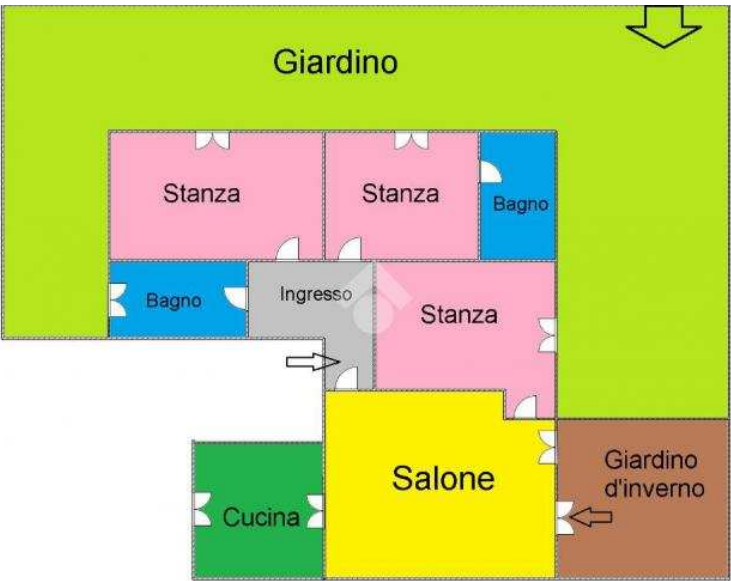 Giardino
Stanza
Stanza
Bagno
Bagno
Ingresso
Stanza
Salone
Giardino
d'inverno
Cucina